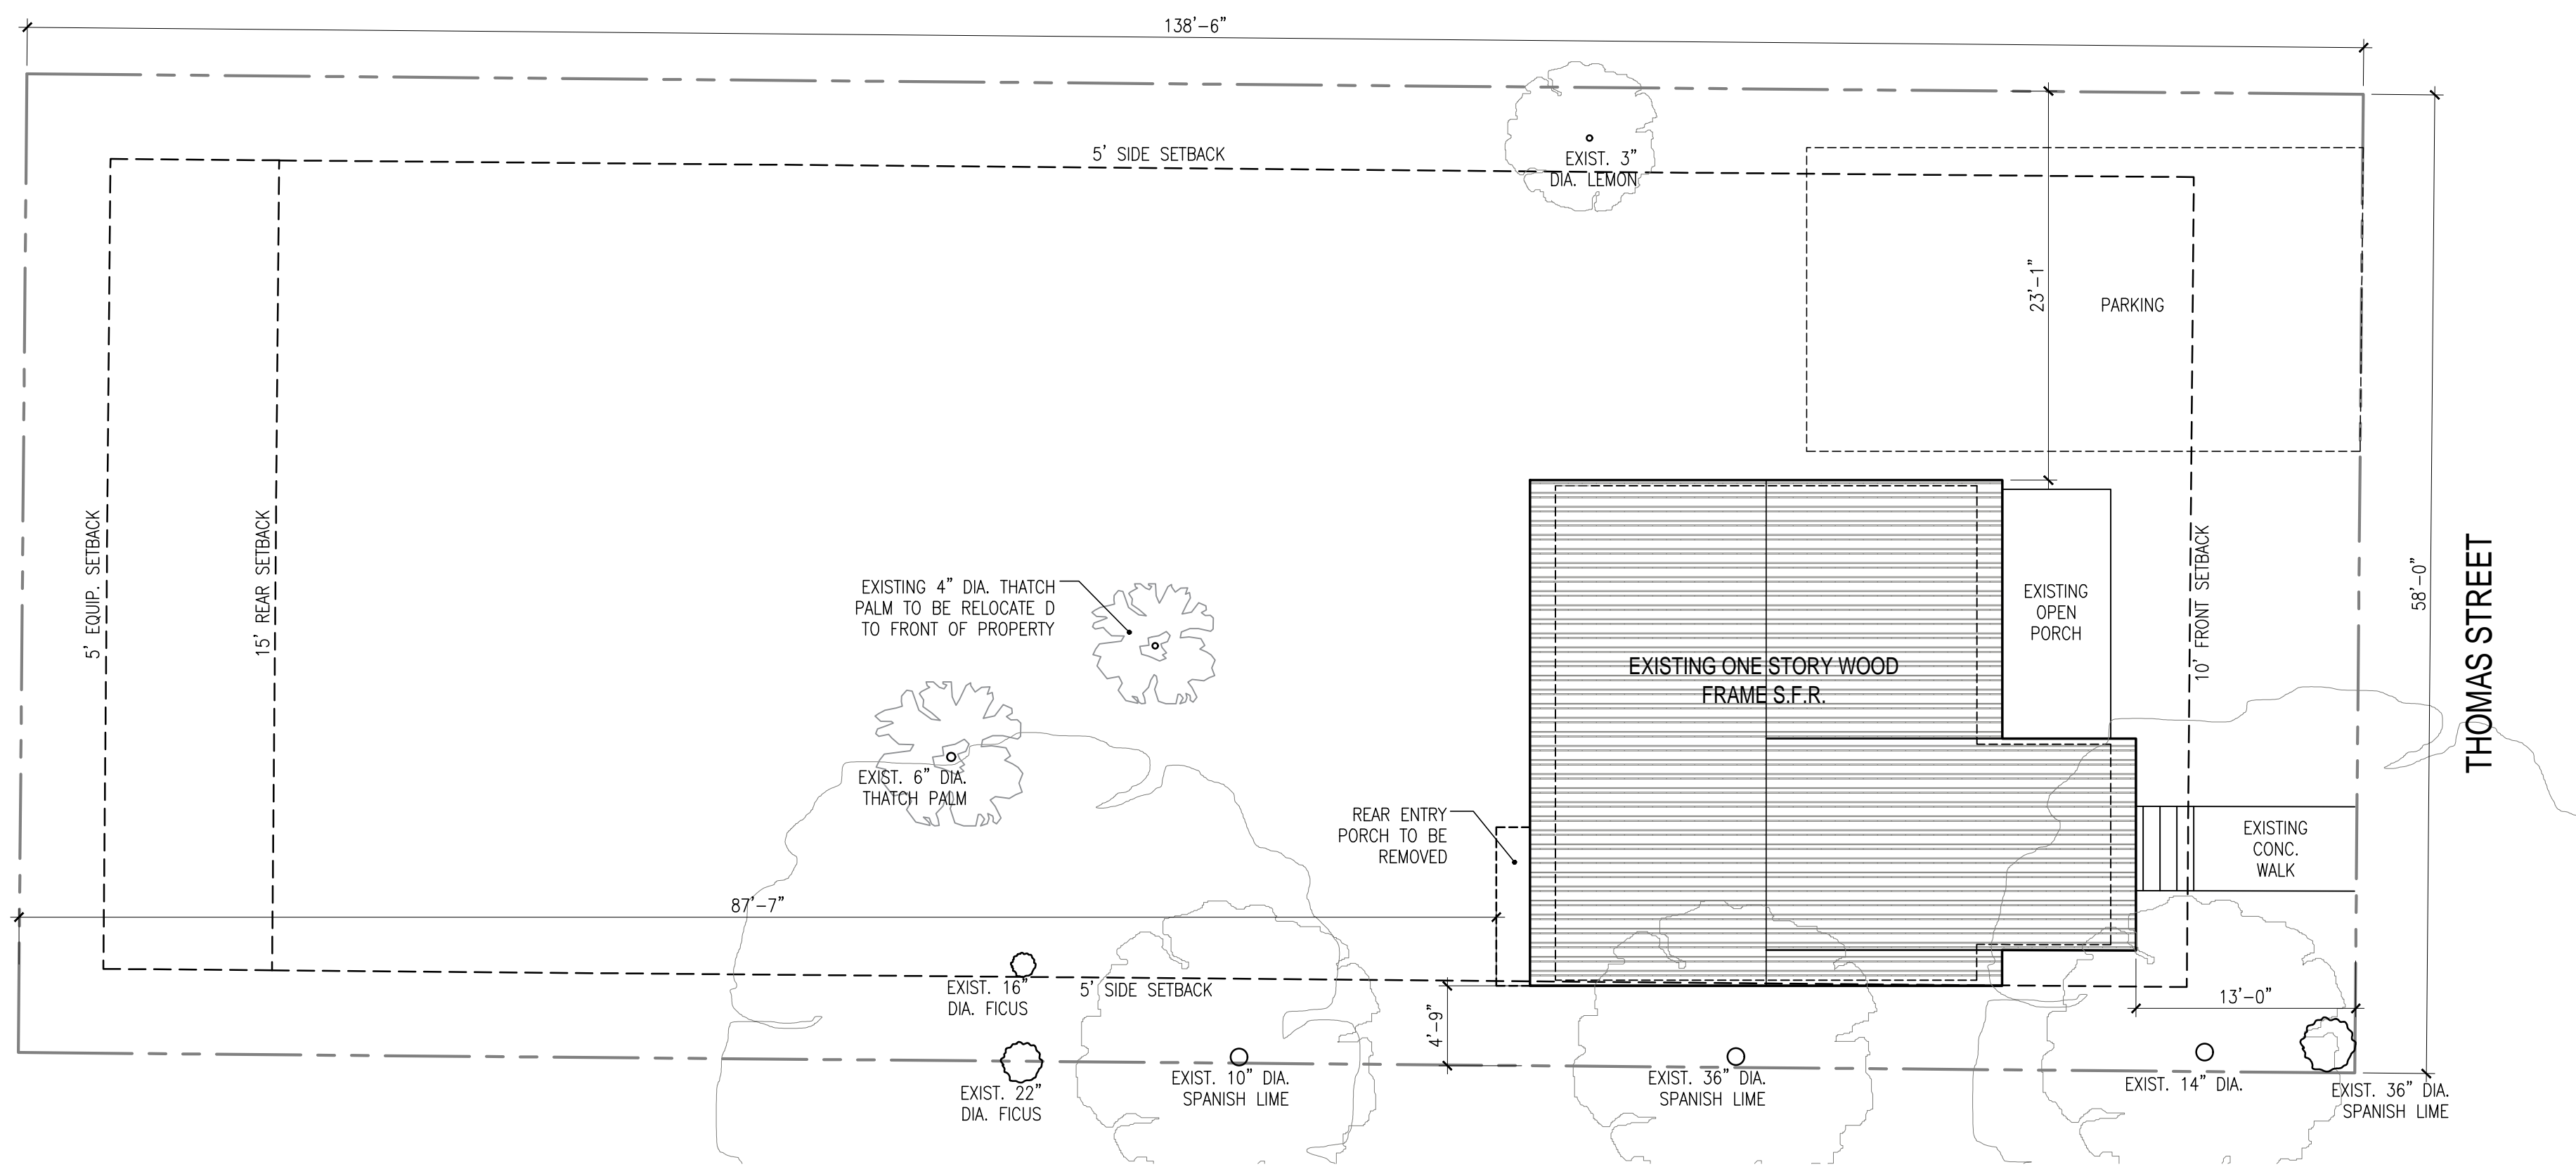 138'-6"
5' SIDE SETBACK
EXIST. 3"
DIA. LEMON
23'-1"
PARKING
5' EQUIP. SETBACK
15' REAR SETBACK
EXISTING 4" DIA. THATCH
PALM TO BE RELOCATE D
TO FRONT OF PROPERTY
EXISTING
OPEN
PORCH
10' FRONT SETBACK
58'-0"
THOMAS STREET
EXISTING ONE STORY WOOD
FRAME S.F.R.
EXIST. 6" DIA.
THATCH PALM
REAR ENTRY
PORCH TO BE
REMOVED
EXISTING
CONC.
WALK
87'-7"
EXIST. 16"
DIA. FICUS
5' SIDE SETBACK
4'-9"
13'-0"
EXIST. 22"
DIA. FICUS
EXIST. 10" DIA.
SPANISH LIME
EXIST. 36" DIA.
SPANISH LIME
EXIST. 14" DIA.
EXIST. 36" DIA.
SPANISH LIME